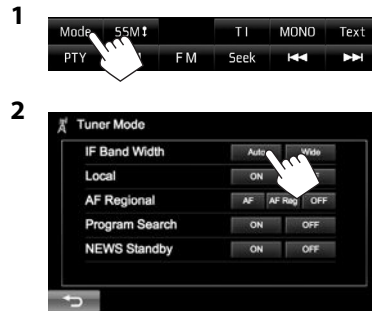 1
Mode SSM TI MONO Text
PTY FM Seek
2
Tuner Mode
IF Band Width Auto Wide
Local ON
AF Regional AF AF Reg OFF
Program Search ON OFF
NEWS Standby ON OFF